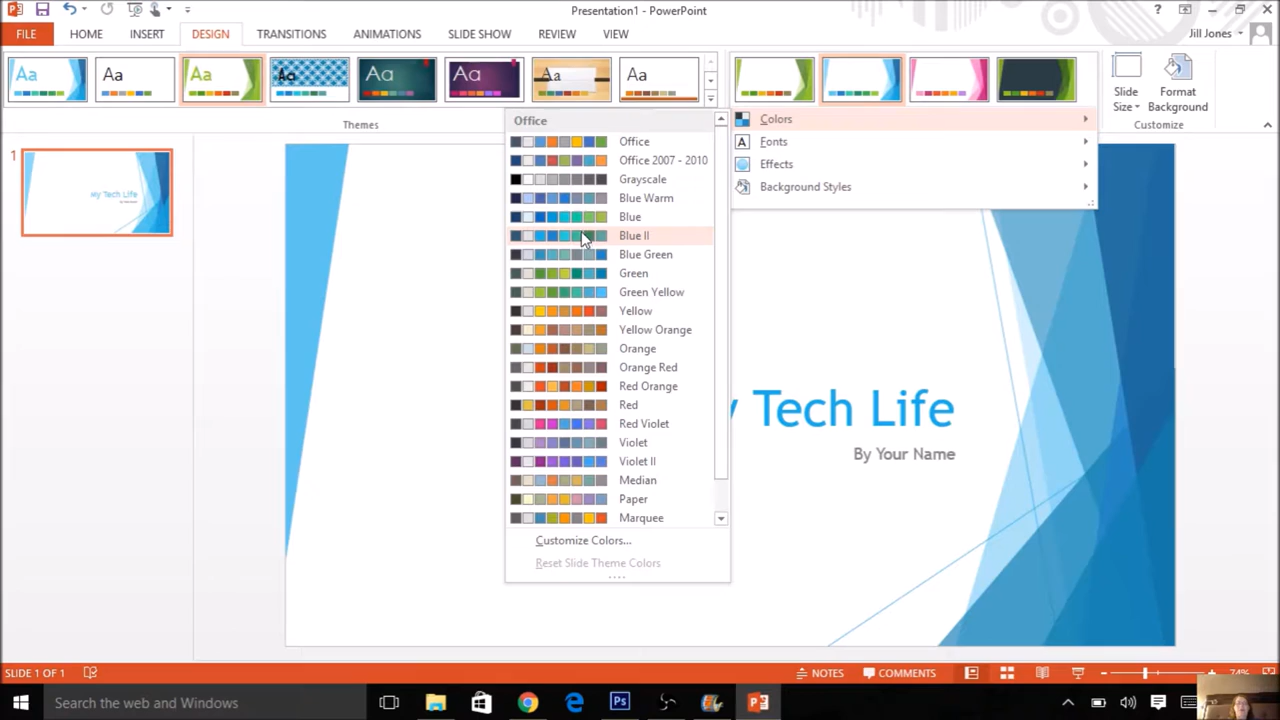 Presentation1 - PowerPoint
?
FILE HOME INSERT DESIGN TRANSITIONS ANIMATIONS SLIDE SHOW REVIEW VIEW Jill Jones
Aa Aa Aa Aa Aa Aa Aa Aa
Slide Size
Format Background
Themes
Customize
Colors
Fonts
Effects
Background Styles
Office
Office
Office 2007 - 2010
Grayscale
Blue Warm
Blue
Blue II
Blue Green
Green
Green Yellow
Yellow
Yellow Orange
Orange
Orange Red
Red Orange
Red
Red Violet
Violet
Violet II
Median
Paper
Marquee
Customize Colors...
Reset Slide Theme Colors
1
My Tech Life
y Tech Life
By Your Name
SLIDE 1 OF 1 NOTES COMMENTS 74%
Search the web and Windows